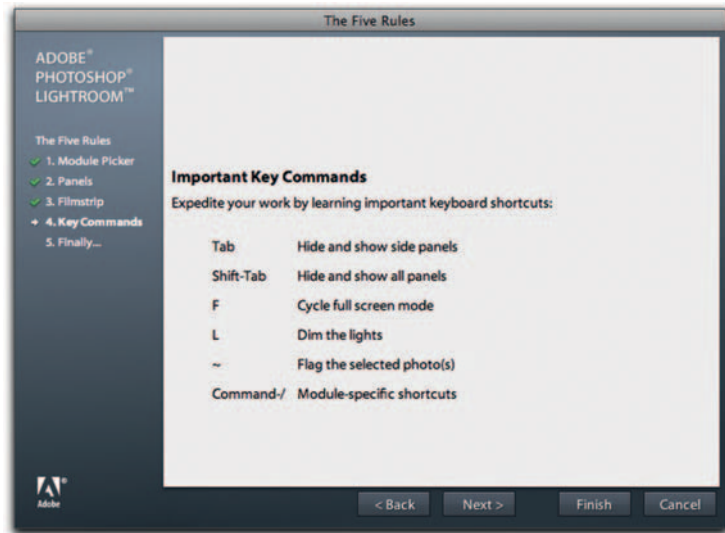 The Five Rules
ADOBE®
PHOTOSHOP®
LIGHTROOM™
The Five Rules
1. Module Picker
2. Panels
3. Filmstrip
4. Key Commands
5. Finally...
Important Key Commands
Expedite your work by learning important keyboard shortcuts:
Tab Hide and show side panels
Shift-Tab Hide and show all panels
F Cycle full screen mode
L Dim the lights
~ Flag the selected photo(s)
Command-/ Module-specific shortcuts
Adobe®
< Back Next > Finish Cancel